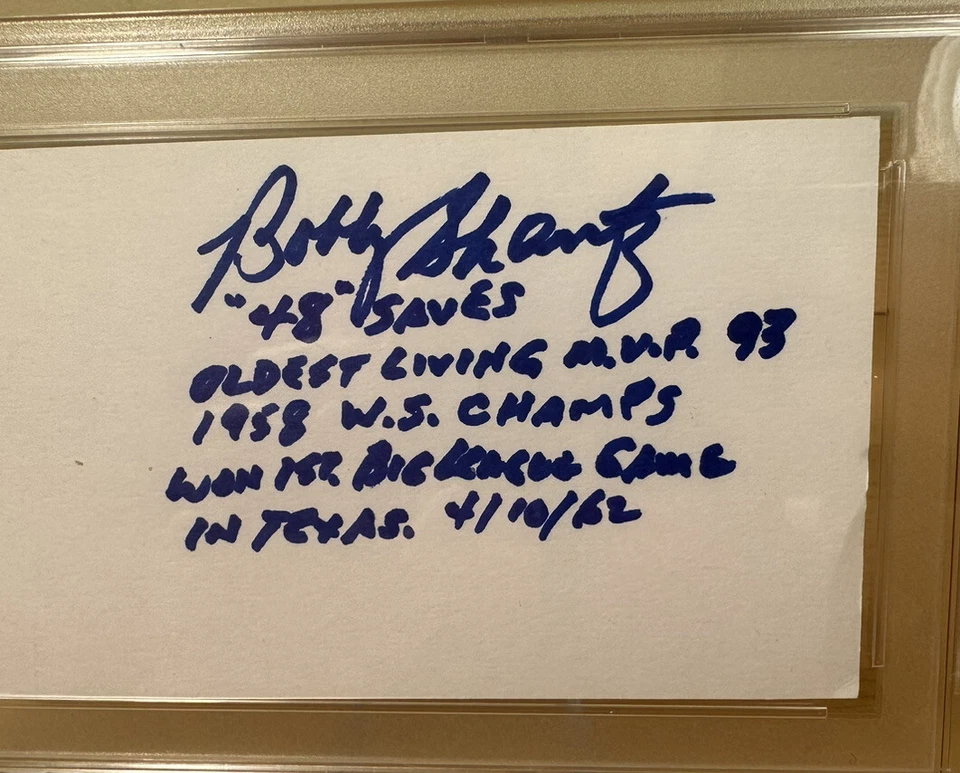 Bobby Shantz
"48" SAVES
OLDEST LIVING M.V.P. 93
1958 W.S. CHAMPS
WON 1ST. BIG LEAGUE GAME
IN TEXAS. 4/10/62